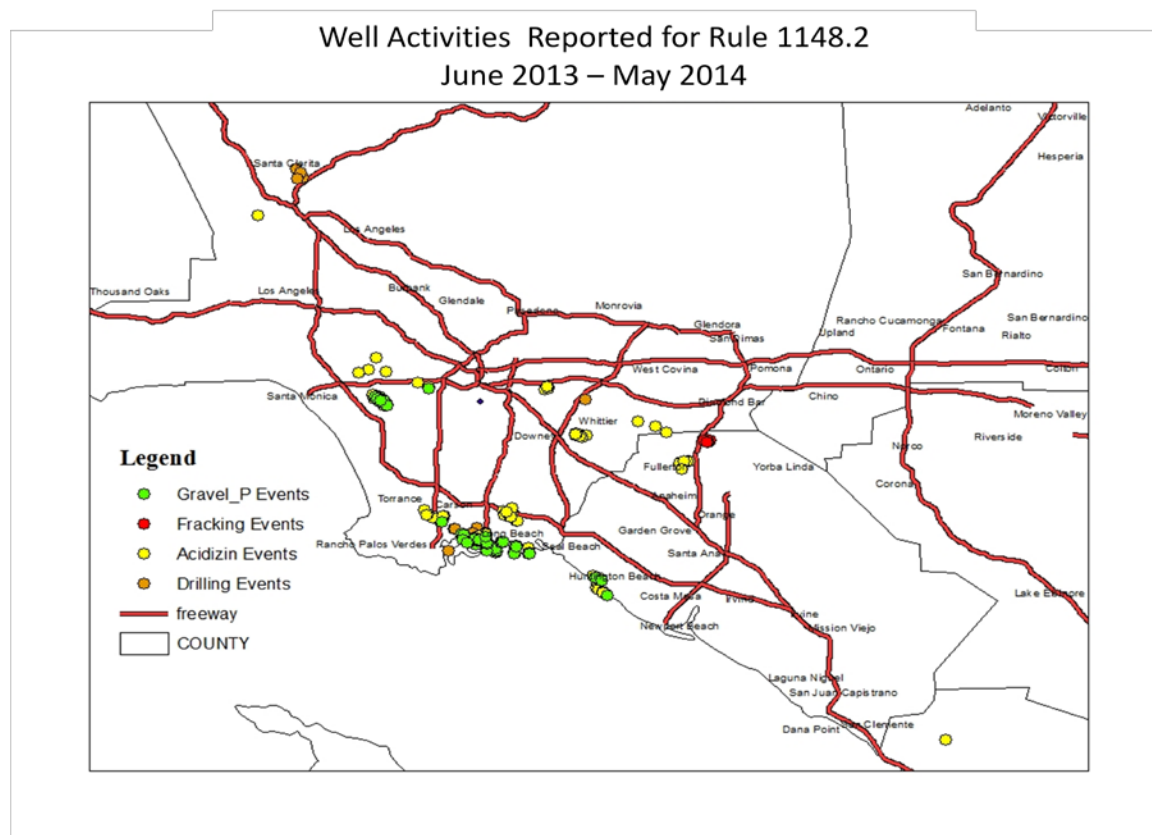 Well Activities Reported for Rule 1148.2
June 2013 – May 2014
Adelanto
Victorville
Hesperia
Santa Clarita
Los Angeles
San Bernardino
Thousand Oaks
Los Angeles
Burbank
Glendale
Monrovia
Pasadena
Glendora
San Dimas
Rancho Cucamonga
San Bernardino
Upland
Fontana
Rialto
West Covina
Pomona
Ontario
Colton
Santa Monica
Diamond Bar
Chino
Moreno Valley
Whittier
Downey
Riverside
Norco
Fullerton
Yorba Linda
Corona
Legend
Gravel_P Events
Fracking Events
Acidizin Events
Drilling Events
freeway
COUNTY
Torrance
Carson
Anaheim
Orange
Garden Grove
Rancho Palos Verdes
Long Beach
Seal Beach
Santa Ana
Huntington Beach
Costa Mesa
Irvine
Irvine
Lake Elsinore
Newport Beach
Mission Viejo
Laguna Niguel
San Juan Capistrano
Dana Point
San Clemente